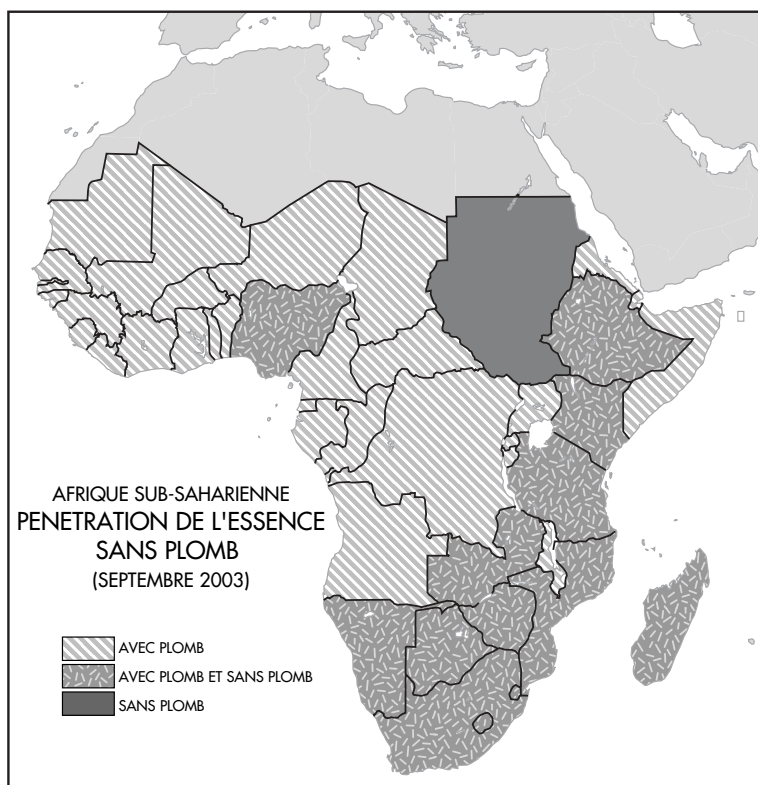 AFRIQUE SUB-SAHARIENNE
PENETRATION DE L'ESSENCE
SANS PLOMB
(SEPTEMBRE 2003)
AVEC PLOMB
AVEC PLOMB ET SANS PLOMB
SANS PLOMB